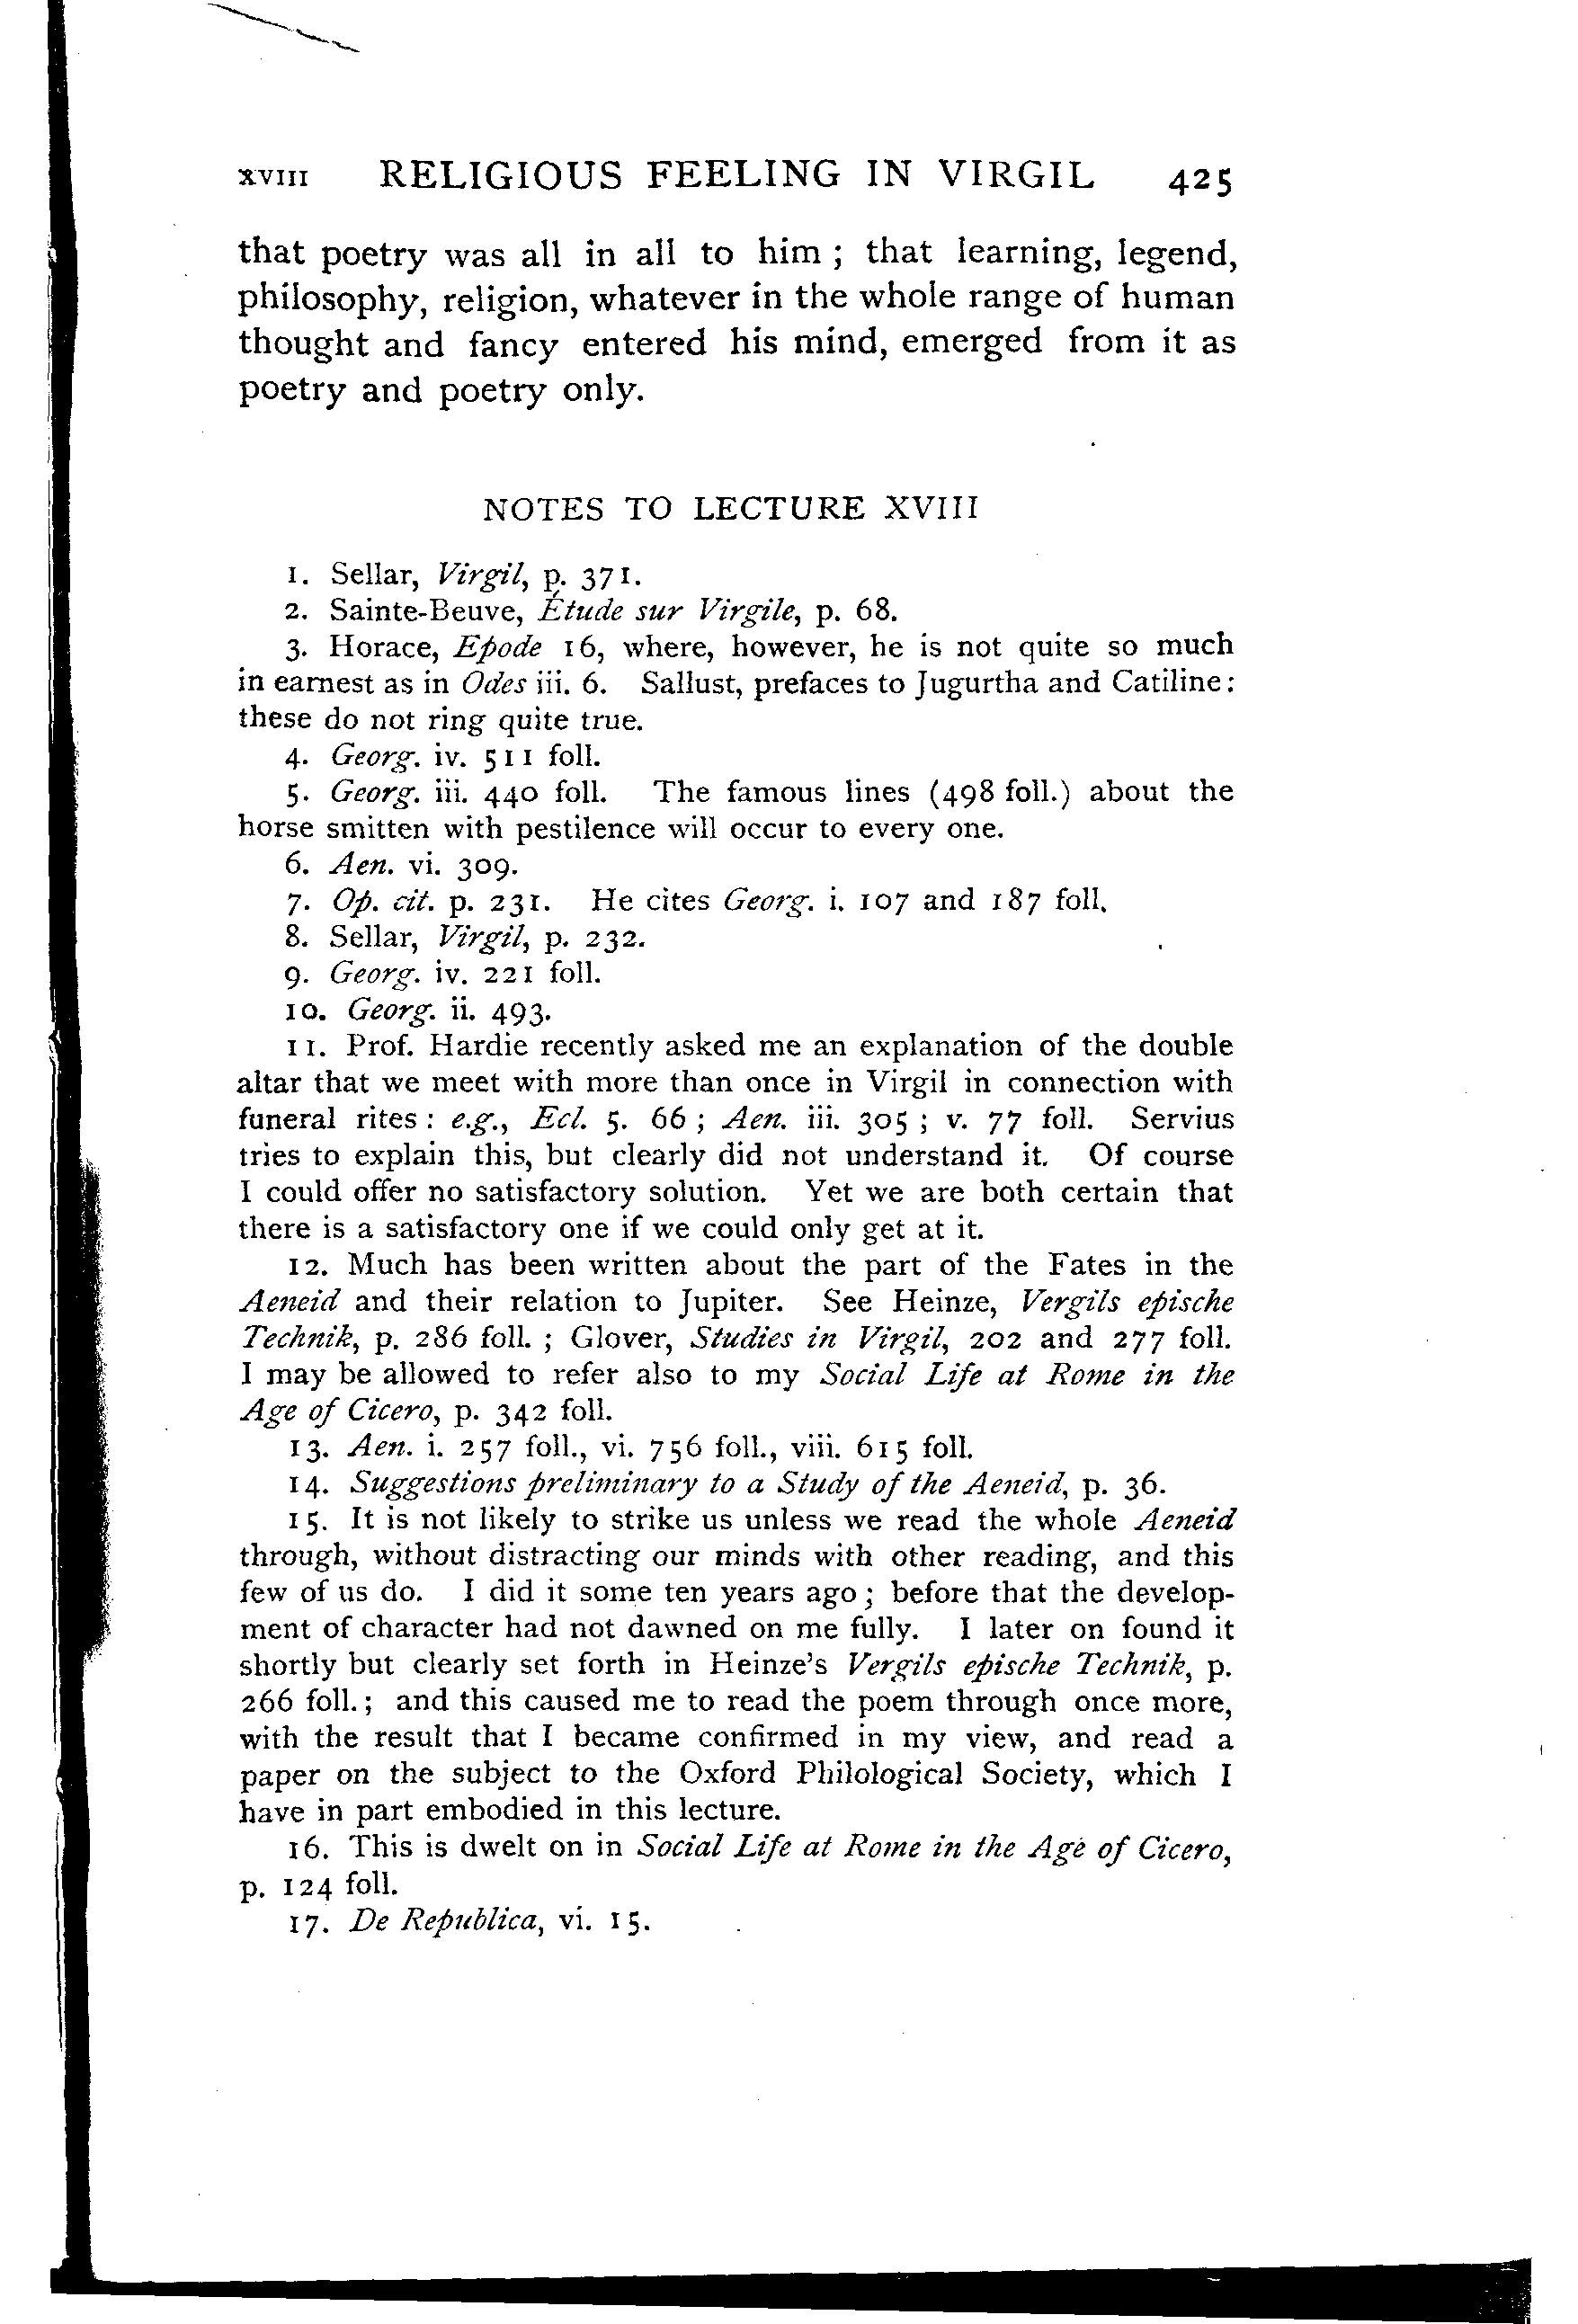 XVIII RELIGIOUS FEELING IN VIRGIL 425
that poetry was all in all to him ; that learning, legend,
philosophy, religion, whatever in the whole range of human
thought and fancy entered his mind, emerged from it as
poetry and poetry only.
NOTES TO LECTURE XVIII
1. Sellar, Virgil, p. 371.
2. Sainte-Beuve, Étude sur Virgile, p. 68.
3. Horace, Epode 16, where, however, he is not quite so much
in earnest as in Odes iii. 6. Sallust, prefaces to Jugurtha and Catiline:
these do not ring quite true.
4. Georg. iv. 511 foll.
5. Georg. iii. 440 foll. The famous lines (498 foll.) about the
horse smitten with pestilence will occur to every one.
6. Aen. vi. 309.
7. Op. cit. p. 231. He cites Georg. i. 107 and 187 foll.
8. Sellar, Virgil, p. 232.
9. Georg. iv. 221 foll.
10. Georg. ii. 493.
11. Prof. Hardie recently asked me an explanation of the double
altar that we meet with more than once in Virgil in connection with
funeral rites : e.g., Ecl. 5. 66 ; Aen. iii. 305 ; v. 77 foll. Servius
tries to explain this, but clearly did not understand it. Of course
I could offer no satisfactory solution. Yet we are both certain that
there is a satisfactory one if we could only get at it.
12. Much has been written about the part of the Fates in the
Aeneid and their relation to Jupiter. See Heinze, Vergils epische
Technik, p. 286 foll. ; Glover, Studies in Virgil, 202 and 277 foll.
I may be allowed to refer also to my Social Life at Rome in the
Age of Cicero, p. 342 foll.
13. Aen. i. 257 foll., vi. 756 foll., viii. 615 foll.
14. Suggestions preliminary to a Study of the Aeneid, p. 36.
15. It is not likely to strike us unless we read the whole Aeneid
through, without distracting our minds with other reading, and this
few of us do. I did it some ten years ago ; before that the develop-
ment of character had not dawned on me fully. I later on found it
shortly but clearly set forth in Heinze's Vergils epische Technik, p.
266 foll. ; and this caused me to read the poem through once more,
with the result that I became confirmed in my view, and read a
paper on the subject to the Oxford Philological Society, which I
have in part embodied in this lecture.
16. This is dwelt on in Social Life at Rome in the Age of Cicero,
p. 124 foll.
17. De Republica, vi. 15.